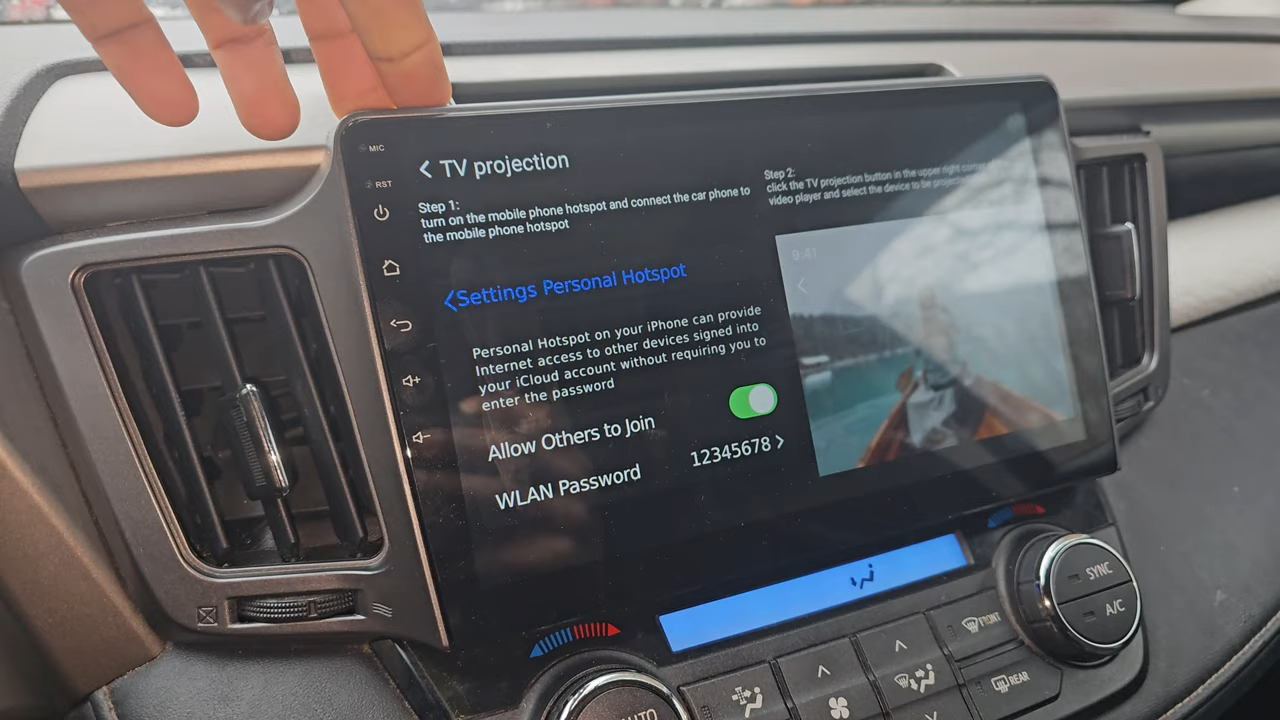 MIC
RST
< TV projection
Step 1:
turn on the mobile phone hotspot and connect the car phone to
the mobile phone hotspot
Step 2:
click the TV projection button in the upper right corner of
video player and select the device to be
9:41
<Settings Personal Hotspot
Personal Hotspot on your iPhone can provide
Internet access to other devices signed into
your iCloud account without requiring you to
enter the password
Allow Others to Join
WLAN Password
12345678 >
SYNC
A/C
FRONT
REAR
AUTO